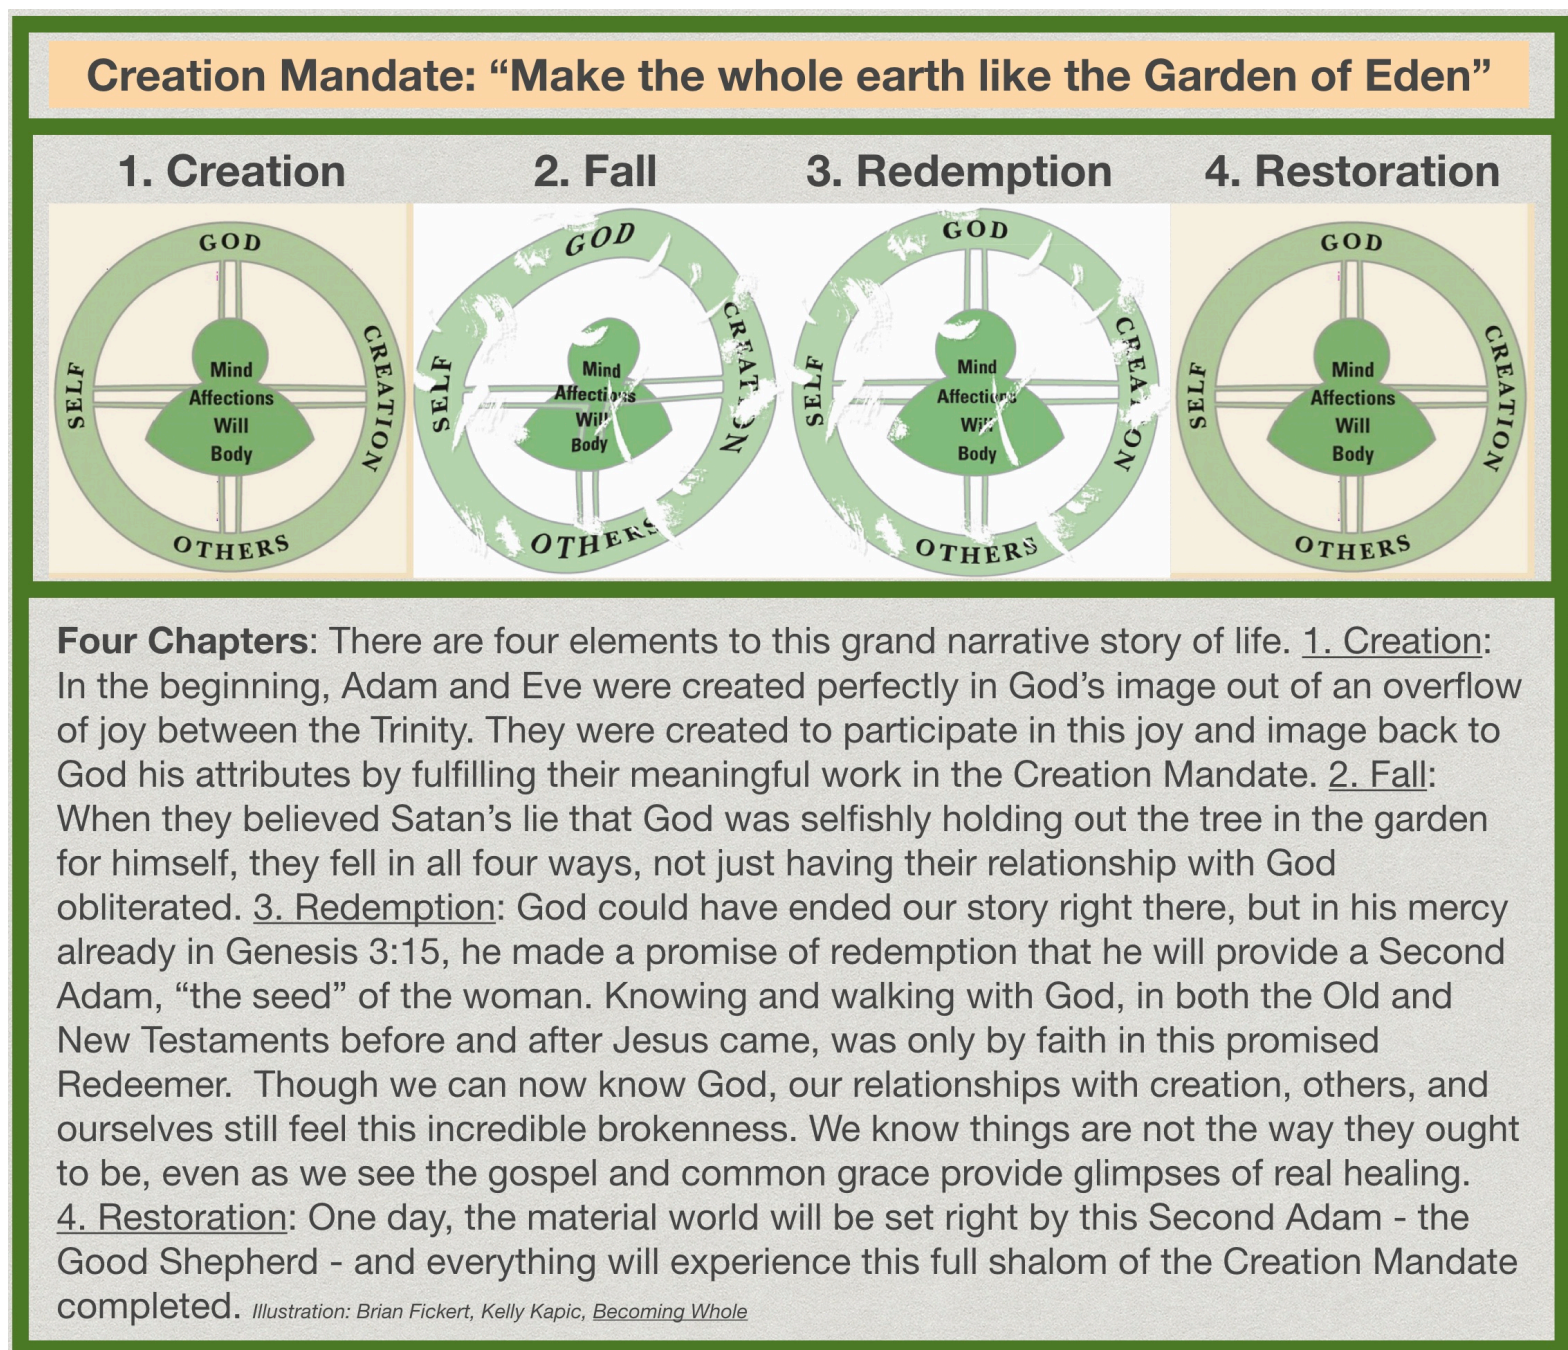 Creation Mandate: “Make the whole earth like the Garden of Eden”
1. Creation
2. Fall
3. Redemption
4. Restoration
GOD
SELF
CREATION
Mind
Affections
Will
Body
OTHERS
GOD
SELF
CREATION
Mind
Affections
Will
Body
OTHERS
GOD
SELF
CREATION
Mind
Affections
Will
Body
OTHERS
GOD
SELF
CREATION
Mind
Affections
Will
Body
OTHERS
Four Chapters: There are four elements to this grand narrative story of life. 1. Creation:
In the beginning, Adam and Eve were created perfectly in God’s image out of an overflow
of joy between the Trinity. They were created to participate in this joy and image back to
God his attributes by fulfilling their meaningful work in the Creation Mandate. 2. Fall:
When they believed Satan’s lie that God was selfishly holding out the tree in the garden
for himself, they fell in all four ways, not just having their relationship with God
obliterated. 3. Redemption: God could have ended our story right there, but in his mercy
already in Genesis 3:15, he made a promise of redemption that he will provide a Second
Adam, “the seed” of the woman. Knowing and walking with God, in both the Old and
New Testaments before and after Jesus came, was only by faith in this promised
Redeemer.  Though we can now know God, our relationships with creation, others, and
ourselves still feel this incredible brokenness. We know things are not the way they ought
to be, even as we see the gospel and common grace provide glimpses of real healing.
4. Restoration: One day, the material world will be set right by this Second Adam - the
Good Shepherd - and everything will experience this full shalom of the Creation Mandate
completed. Illustration: Brian Fickert, Kelly Kapic, Becoming Whole